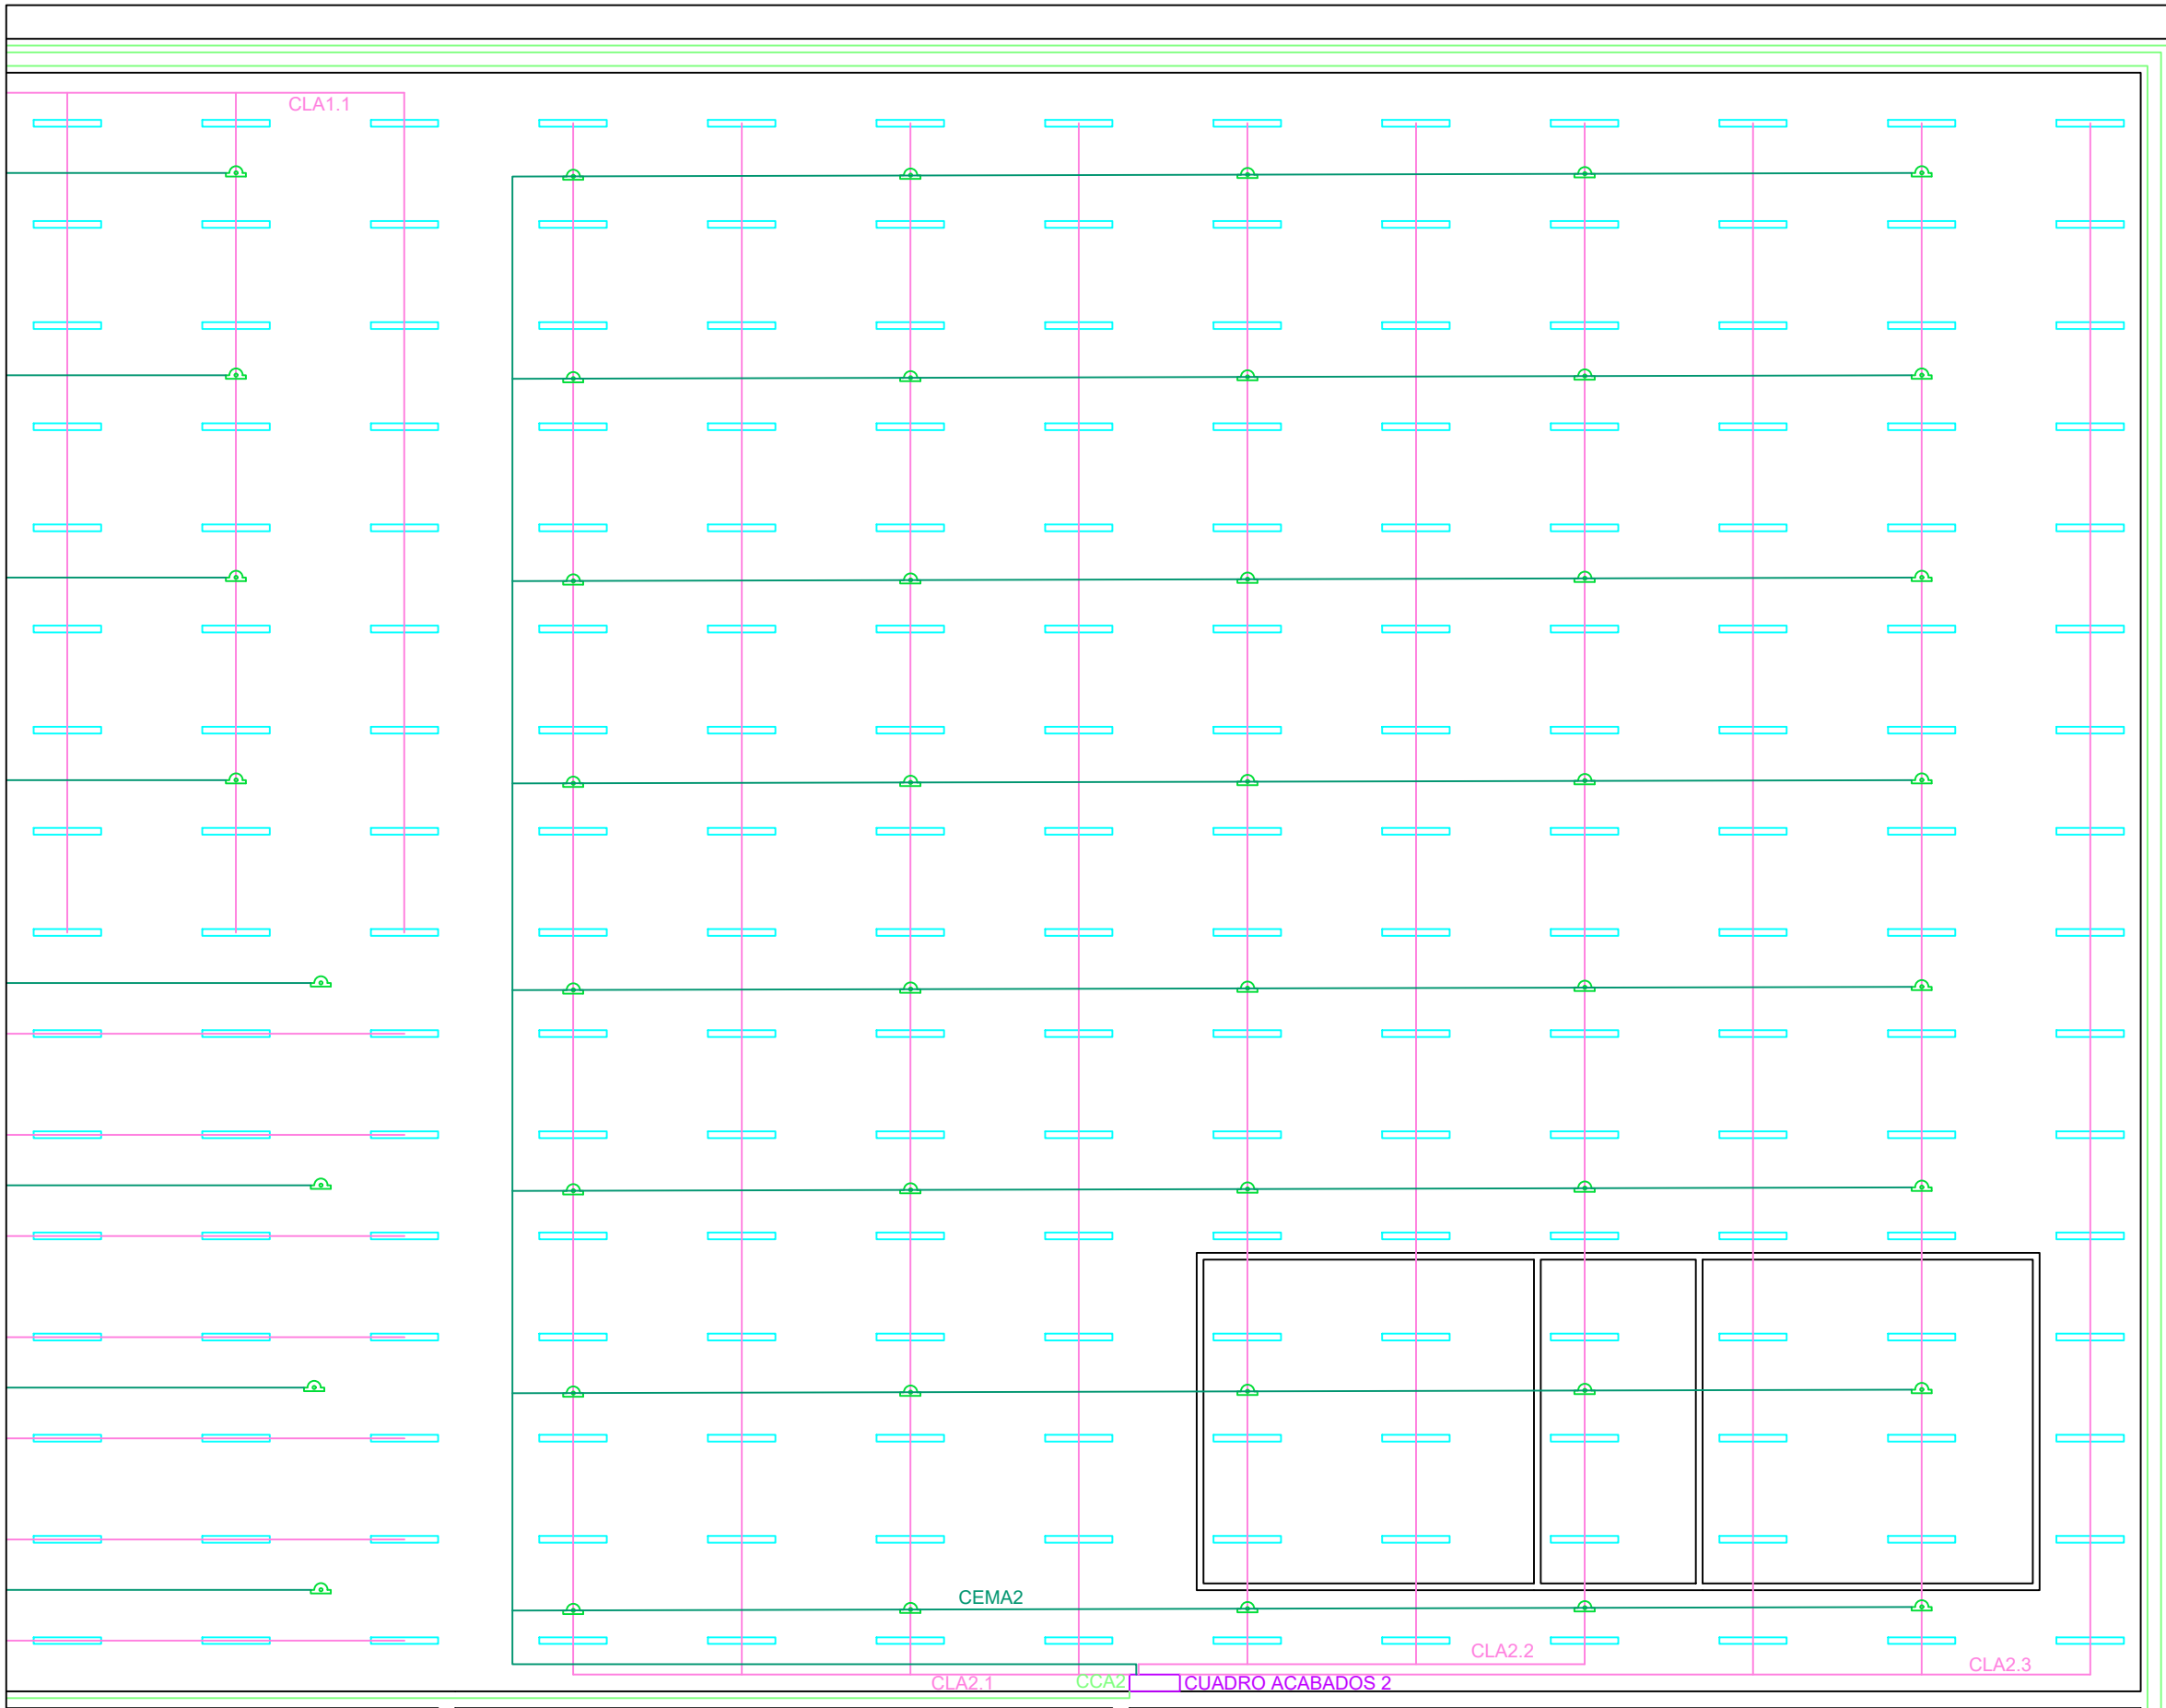 CLA1.1
CEMA2
CLA2.2
CLA2.3
CLA2.1
CCA2
CUADRO ACABADOS 2